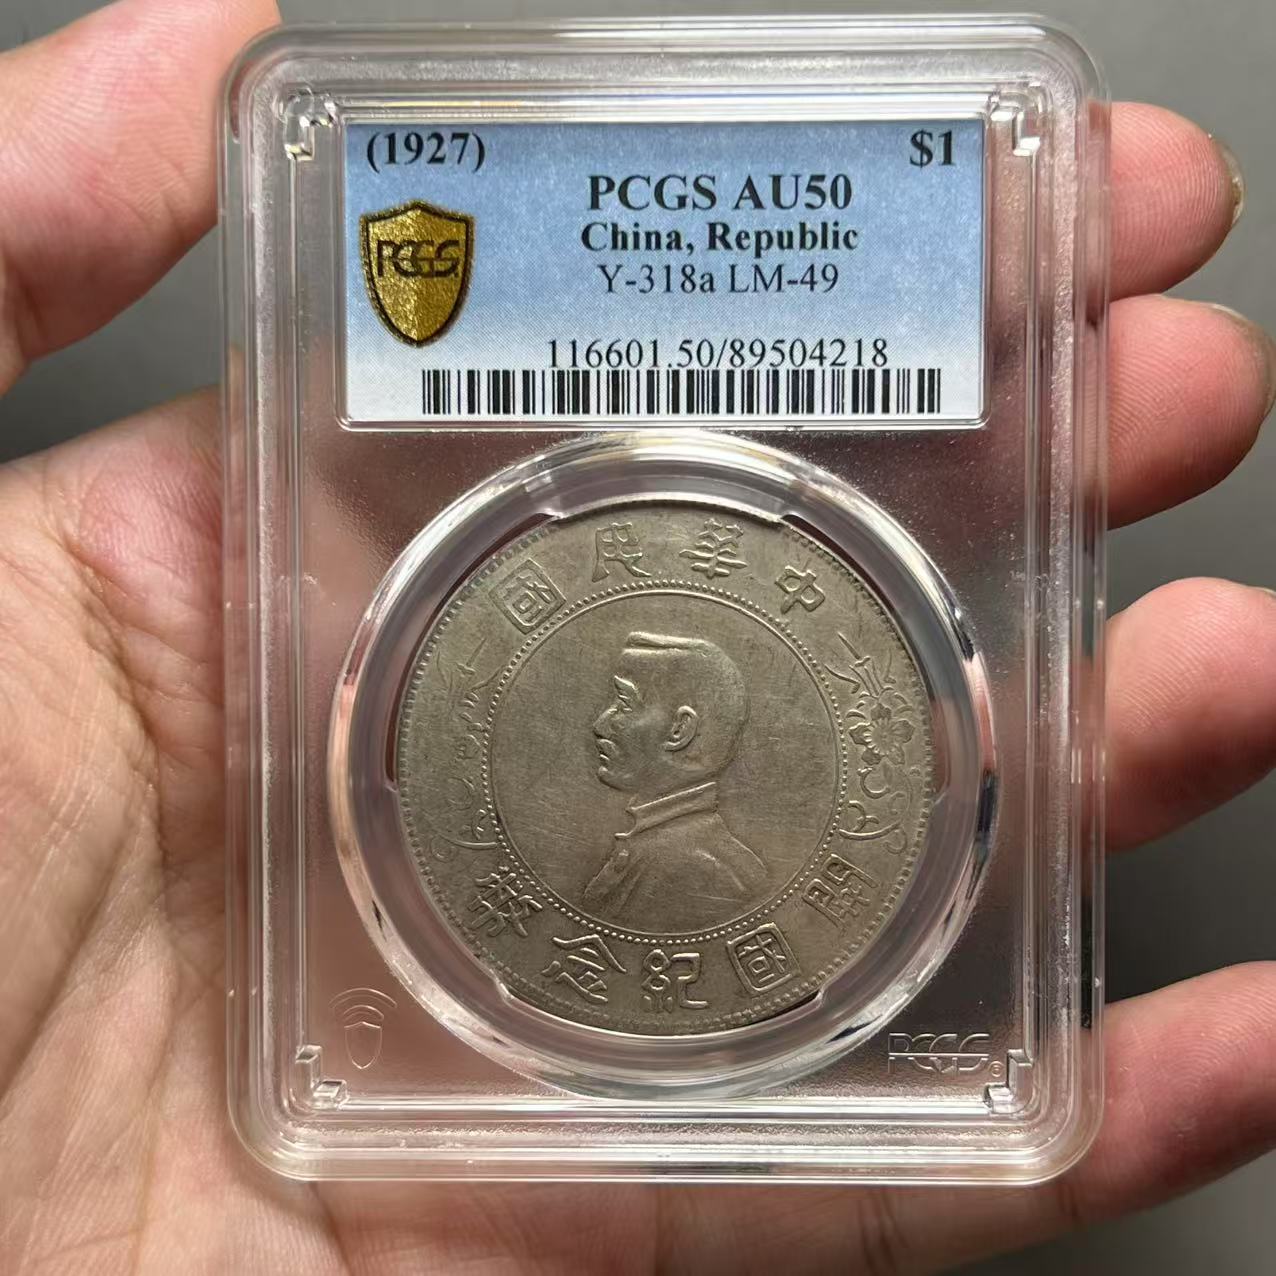 (1927) $1
PCGS AU50
China, Republic
Y-318a LM-49
116601.50/89504218
PCGS
中華民國
開國紀念幣
PCGS